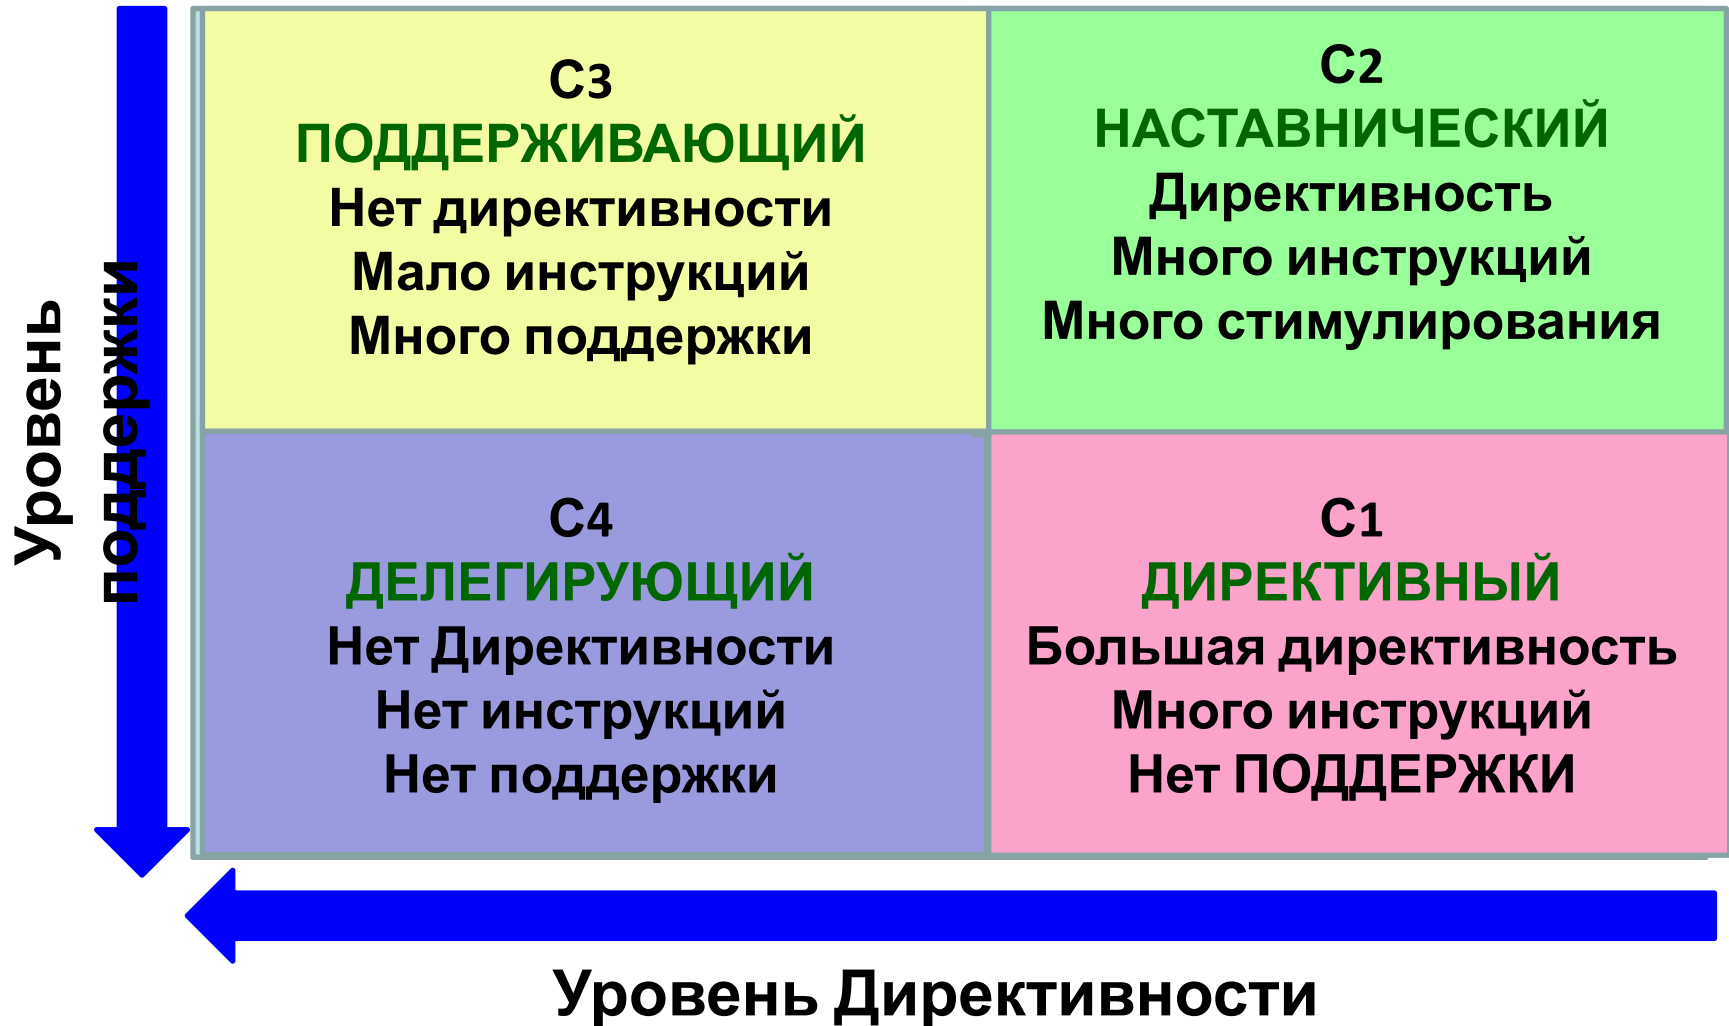 Уровень
поддержки
С3
ПОДДЕРЖИВАЮЩИЙ
Нет директивности
Мало инструкций
Много поддержки
С2
НАСТАВНИЧЕСКИЙ
Директивность
Много инструкций
Много стимулирования
С4
ДЕЛЕГИРУЮЩИЙ
Нет Директивности
Нет инструкций
Нет поддержки
С1
ДИРЕКТИВНЫЙ
Большая директивность
Много инструкций
Нет ПОДДЕРЖКИ
Уровень Директивности